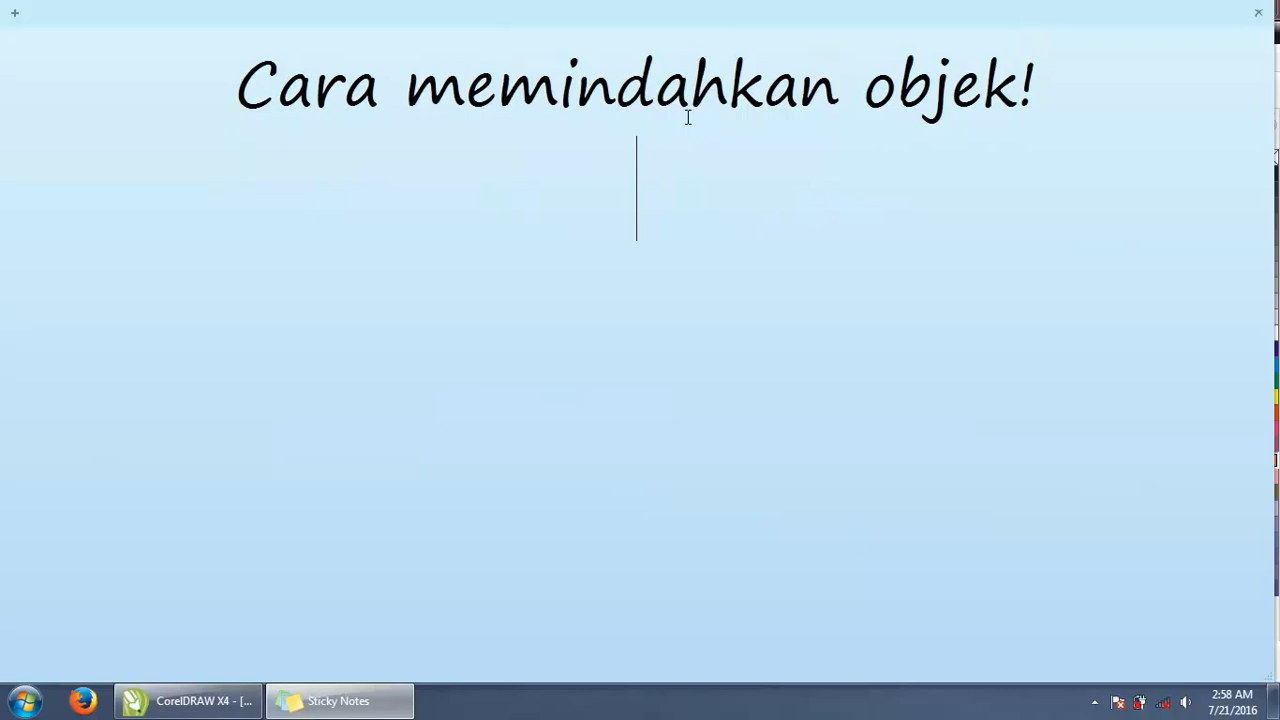 Cara memindahkan objek!
CorelDRAW X4 - [...
Sticky Notes
2:58 AM
7/21/2016